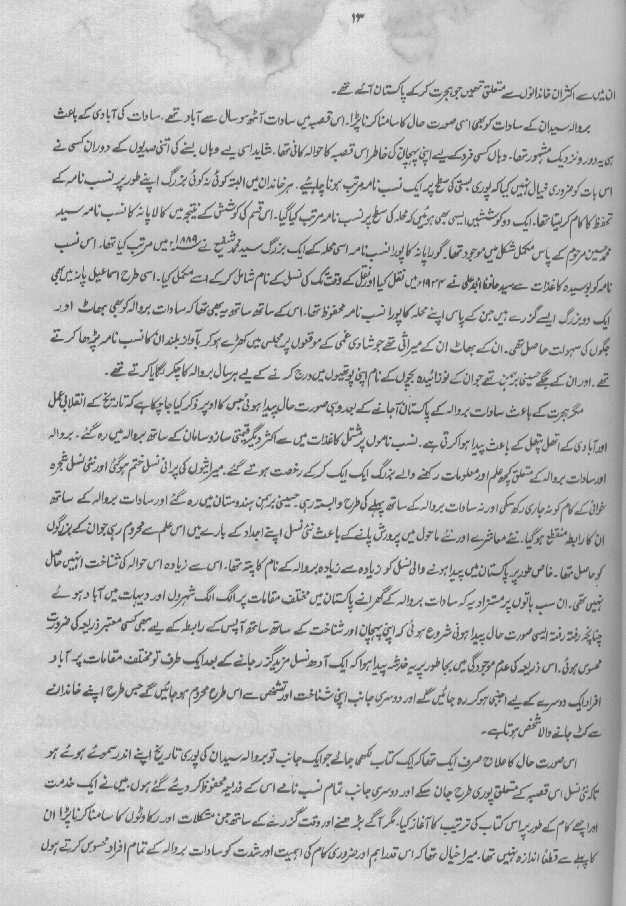 ۱۳
ان میں سے اکثر ان خاندانوں سے متعلق تھیں جو ہجرت کر کے پاکستان آئے تھے۔
بروالہ سیداں کے سادات کو بھی اسی صورت حال کا سامنا کرنا پڑا۔ اس قصبہ میں سادات آٹھ سو سال سے آباد تھے۔ سادات کی آبادی کے باعث
ہی یہ دور و نزدیک مشہور تھا۔ وہاں کسی فرد کے لیے اپنی پہچان کی خاطر اس قصبہ کا حوالہ کافی تھا۔ شاید اسی لیے وہاں بسنے کی اتنی صدیوں کے دوران کسی نے
اس بات کو ضروری خیال نہیں کیا کہ پوری بستی کی سطح پر ایک نسب نامہ مرتب ہونا چاہیئے۔ ہر خاندان میں البتہ کوئی نہ کوئی بزرگ اپنے طور پر نسب نامہ کے
تحفظ کا کام کر لیتا تھا۔ ایک دو کوششیں ایسی بھی ہوئیں کہ محلہ کی سطح پر نسب نامہ مرتب کیا گیا۔ اس قسم کی کوشش کے نتیجہ میں کالا پانہ کا نسب نامہ سید
محمد حسین مرحوم کے پاس مکمل شکل میں موجود تھا۔ گورا پانہ کا پورا نسب نامہ اسی محلہ کے ایک بزرگ سید محمد شفیع نے ۱۸۸۹ء میں مرتب کیا تھا۔ اس نسب
نامہ کو بوسیدہ کاغذات سے سید حافظ امجد علی نے ۱۹۳۴ء میں نقل کیا اور نقل کے وقت تک کی نسل کے نام شامل کر کے اسے مکمل کیا۔ اسی طرح اسماعیل پانہ میں بھی
ایک دو بزرگ ایسے گزرے ہیں جن کے پاس اپنے محلہ کا پورا نسب نامہ محفوظ تھا۔ اس کے ساتھ ساتھ یہ بھی تھا کہ سادات بروالہ کو بھی بھاٹ اور
جگوں کی سہولت حاصل تھی۔ ان کے بھاٹ ان کے میراثی تھے جو شادی غمی کے موقعوں پر مجلس میں کھڑے ہو کر بآواز بلند ان کا نسب نامہ پڑھا کرتے
تھے۔ اور ان کے جگے حسینی برہمن تھے جو ان کے نوزائیدہ بچوں کے نام اپنی پوتھیوں میں درج کرنے کے لیے ہر سال بروالہ کا چکر لگایا کرتے تھے۔
مگر ہجرت کے باعث سادات بروالہ کے پاکستان آ جانے کے بعد وہی صورت حال پیدا ہوئی جس کا اوپر ذکر کیا جا چکا ہے کہ تاریخ کے انقلابی عمل
اور آبادی کے اتھل پتھل کے باعث پیدا ہوا کرتی ہے۔ نسب ناموں پر مشتمل کاغذات میں سے اکثر دیگر قیمتی ساز و سامان کے ساتھ بروالہ میں رہ گئے۔ بروالہ
اور سادات بروالہ کے متعلق کچھ علم اور معلومات رکھنے والے بزرگ ایک ایک کر کے رخصت ہوتے گئے۔ میراثیوں کی پرانی نسل ختم ہو گئی اور نئی نسل شجرہ
خوانی کے کام کو نہ جاری رکھ سکی اور نہ سادات بروالہ کے ساتھ پہلے کی طرح وابستہ رہی۔ حسینی برہمن ہندوستان میں رہ گئے اور سادات بروالہ کے ساتھ
ان کا رابطہ منقطع ہو گیا۔ نئے معاشرے اور نئے ماحول میں پرورش پانے کے باعث نئی نسل اپنے اجداد کے بارے میں اس علم سے محروم رہی جو ان کے بزرگوں
کو حاصل تھا۔ خاص طور پر پاکستان میں پیدا ہونے والی نسل کو زیادہ سے زیادہ بروالہ کے نام کا پتہ تھا۔ اس سے زیادہ اس حوالہ کی شناخت انہیں حاصل
نہیں تھی۔ ان سب باتوں پر مستزاد یہ کہ سادات بروالہ کے گھرانے پاکستان میں مختلف مقامات پر الگ الگ شہروں اور دیہات میں آباد ہوئے
چنانچہ رفتہ رفتہ ایسی صورت حال پیدا ہونی شروع ہوئی کہ اپنی پہچان اور شناخت کے ساتھ ساتھ آپس کے رابطہ کے لیے بھی کسی معتبر ذریعہ کی ضرورت
محسوس ہوئی۔ اس ذریعہ کی عدم موجودگی میں بجا طور پر یہ خدشہ پیدا ہوا کہ ایک آدھ نسل مزید گزر جانے کے بعد ایک طرف تو مختلف مقامات پر آباد
افراد ایک دوسرے کے لیے اجنبی ہو کر رہ جائیں گے اور دوسری جانب اپنی شناخت اور تشخص سے اس طرح محروم ہو جائیں گے جس طرح اپنے خاندان
سے کٹ جانے والا شخص ہوتا ہے۔
اس صورت حال کا علاج صرف ایک تھا کہ ایک کتاب لکھی جائے جو ایک جانب تو بروالہ سیداں کی پوری تاریخ اپنے اندر سموئے ہوئے ہو
تاکہ نئی نسل اس قصبہ کے متعلق پوری طرح جان سکے اور دوسری جانب تمام نسب نامے اس کے ذریعہ محفوظ کر دیئے گئے ہوں۔ میں نے ایک خدمت
اور اچھے کام کے طور پر اس کتاب کی ترتیب کا آغاز کیا۔ مگر آگے بڑھنے اور وقت گزرنے کے ساتھ جن مشکلات اور رکاوٹوں کا سامنا کرنا پڑا ان
کا پہلے سے قطعاً اندازہ نہیں تھا۔ میرا خیال تھا کہ اس قدر اہم اور ضروری کام کی اہمیت اور شدت کو سادات بروالہ کے تمام افراد محسوس کرتے ہوں